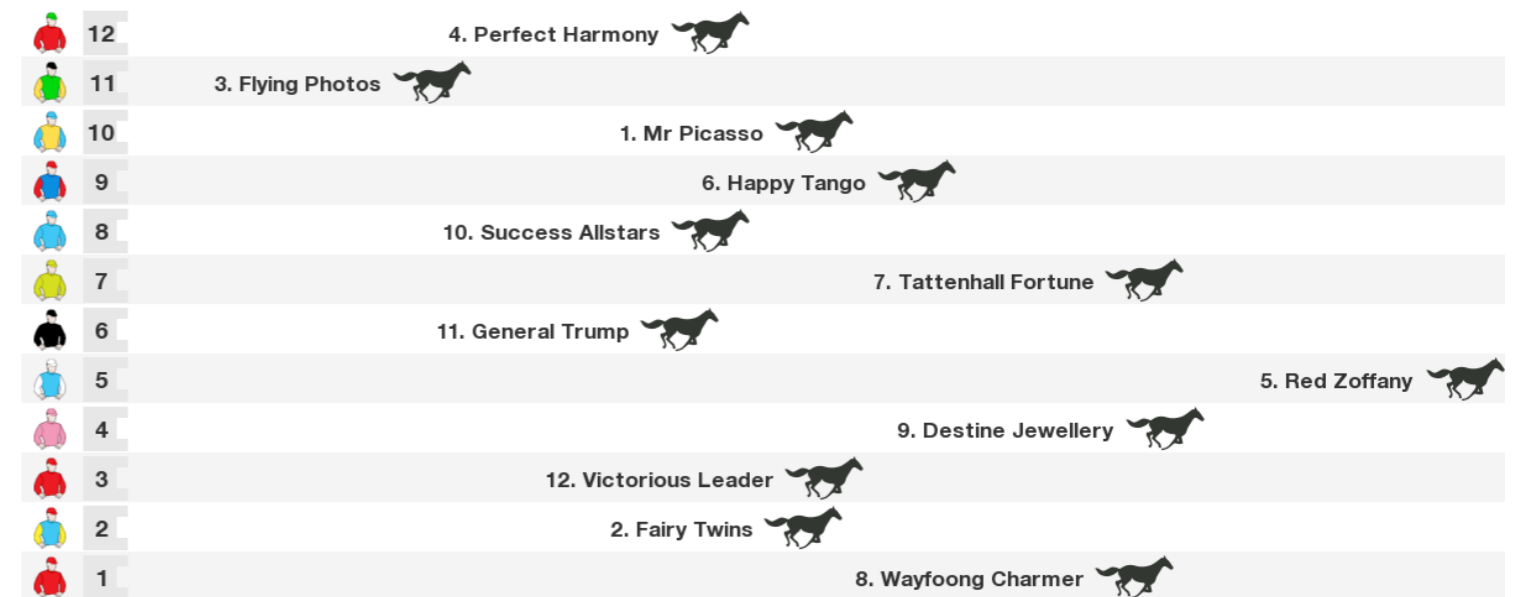 12 4. Perfect Harmony
11 3. Flying Photos
10 1. Mr Picasso
9 6. Happy Tango
8 10. Success Allstars
7 7. Tattenhall Fortune
6 11. General Trump
5 5. Red Zoffany
4 9. Destine Jewellery
3 12. Victorious Leader
2 2. Fairy Twins
1 8. Wayfoong Charmer